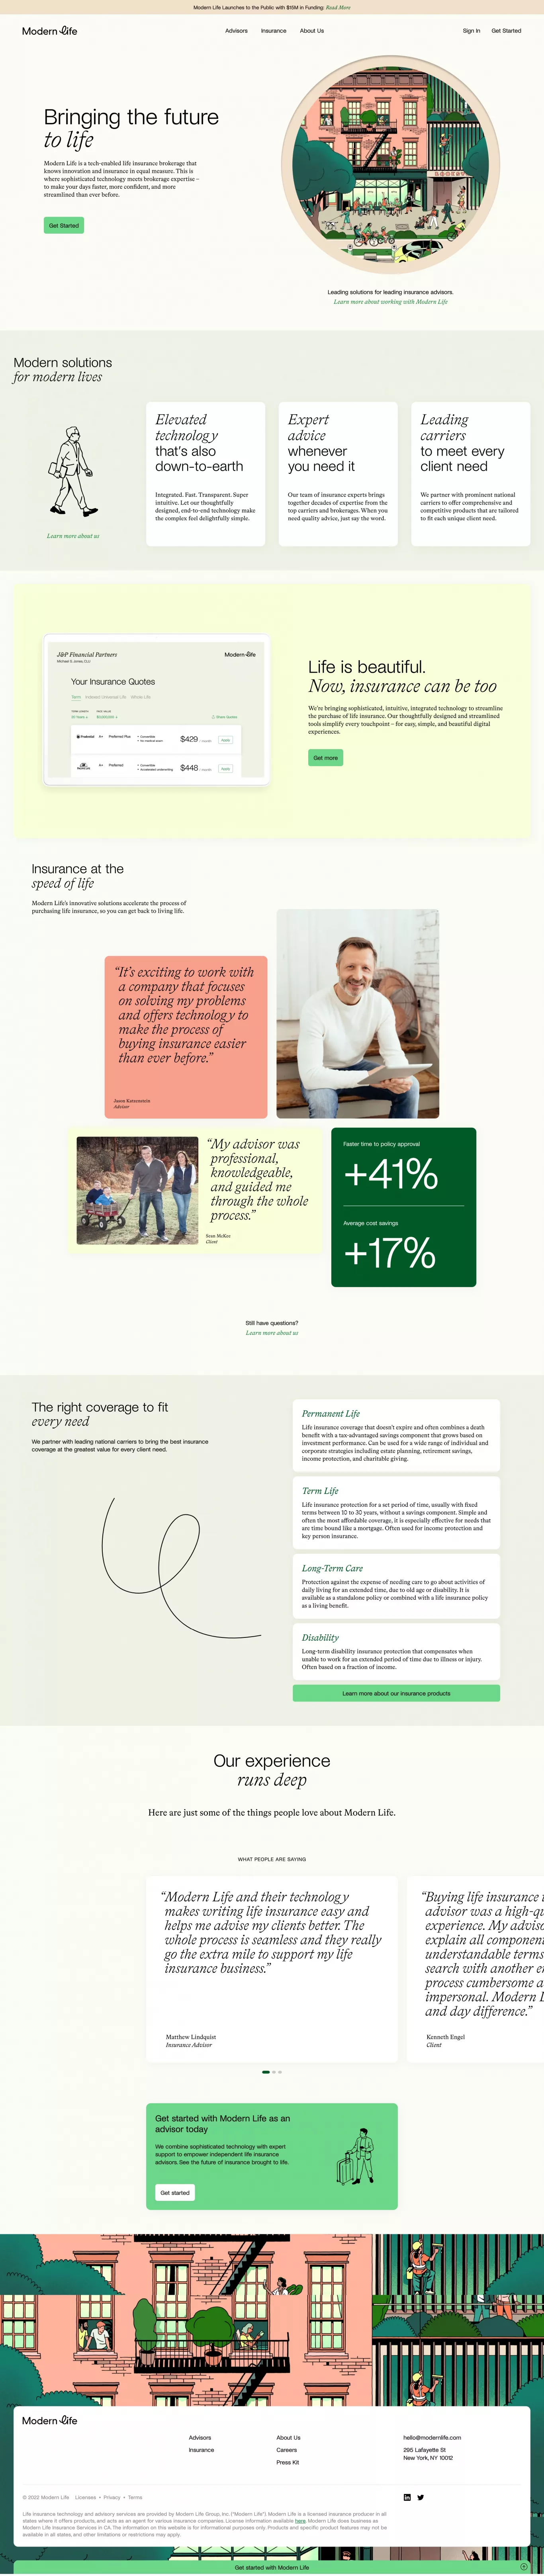 Modern Life Launches to the Public with $15M in Funding: Read More
Modern Life
Advisors
Insurance
About Us
Sign In
Get Started
Bringing the future
to life
Modern Life is a tech-enabled life insurance brokerage that
knows innovation and insurance in equal measure. This is
where sophisticated technology meets human expertise –
to make your days faster, more confident, and more
streamlined than ever before.
Get Started
Leading solutions for leading insurance advisors.
Learn more about working with Modern Life
Modern solutions
for modern lives
Learn more about us
Elevated
technology
that's also
down-to-earth
Integrated. Fast. Transparent. Super
intuitive. Let our thoughtfully
designed, end-to-end technology make
the complex feel delightfully simple.
Expert
advice
whenever
you need it
Our team of insurance experts brings
together decades of expertise from the
top carriers and brokerages. When you
need quality advice, just say the word.
Leading
carriers
to meet every
client need
We partner with prominent national
carriers to offer comprehensive and
competitive products that are tailored
to fit each unique client need.
J&P Financial Partners
Michael S. Jones, CLU
Modern Life
Your Insurance Quotes
Term
Indexed Universal Life
Whole Life
Share Quotes
Prudential
A+
Preferred Plus
• Convertible
• No medical exam
$429
Apply
A+
Preferred
• Convertible
• Accelerated underwriting
$448
Apply
Life is beautiful.
Now, insurance can be too
We're bringing sophisticated, intuitive, integrated technology to streamline
the purchase of life insurance. Our thoughtfully designed and streamlined
tools simplify every touchpoint – for easy, simple, and beautiful digital
experiences.
Get more
Insurance at the
speed of life
Modern Life's innovative solutions accelerate the process of
purchasing life insurance, so you can get back to living life.
“It's exciting to work with
a company that focuses
on solving my problems
and offers technology to
make the process of
buying insurance easier
than ever before.”
Jason Katzenstein
Advisor
“My advisor was
professional,
knowledgeable,
and guided me
through the whole
process.”
Sean McKee
Client
Faster time to policy approval
+41%
Average cost savings
+17%
Still have questions?
Learn more about us
The right coverage to fit
every need
We partner with leading national carriers to bring the best insurance
coverage at the greatest value for every client need.
Permanent Life
Life insurance coverage that doesn't expire and often combines a death
benefit with a tax-advantaged savings component that grows based on
investment performance. Can be used for a wide range of individual and
corporate strategies including estate planning, retirement savings,
income protection, and charitable giving.
Term Life
Life insurance protection for a set period of time, usually with fixed
terms between 10 to 30 years, without a savings component. Simple and
often the most affordable coverage, it is especially effective for needs that
are time bound like a mortgage. Often used for income protection and
key person insurance.
Long-Term Care
Protection against the expense of needing care to go about activities of
daily living for an extended time, due to old age or disability. It is
available as a standalone policy or combined with a life insurance policy
as a living benefit.
Disability
Long-term disability insurance protection that compensates when
unable to work for an extended period of time due to illness or injury.
Often based on a fraction of income.
Learn more about our insurance products
Our experience
runs deep
Here are just some of the things people love about Modern Life.
WHAT PEOPLE ARE SAYING
“Modern Life and their technology
makes writing life insurance easy and
helps me advise my clients better. The
whole process is seamless and they really
go the extra mile to support my life
insurance business.”
Matthew Lindquist
Insurance Advisor
“Buying life insurance
advisor was a high-qu
experience. My adviso
explain all component
understandable terms
search with another
process cumbersome a
impersonal. Modern L
and day difference.”
Kenneth Engel
Client
Get started with Modern Life as an
advisor today
We combine sophisticated technology with expert
support to empower independent life insurance
advisors. See the future of insurance brought to life.
Get started
Modern Life
Advisors
Insurance
About Us
Careers
Press Kit
hello@modernlife.com
295 Lafayette St
New York, NY 10012
© 2022 Modern Life
Licenses • Privacy • Terms
Life insurance technology and advisory services are provided by Modern Life Group, Inc. (“Modern Life”). Modern Life is a licensed insurance producer in all
states where it offers products, and acts as an agent for various insurance companies. License information available here. Modern Life does business as
Modern Life Insurance Services in CA. The information on this website is for informational purposes only. Products and specific product features may not be
available in all states, and other limitations or restrictions may apply.
Get started with Modern Life